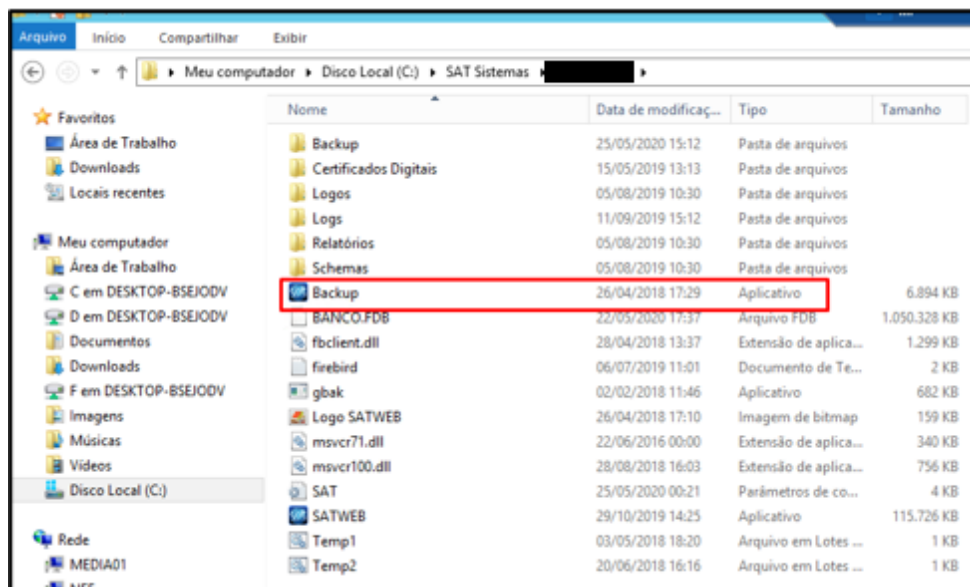 Arquivo Início Compartilhar Exibir
Meu computador Disco Local (C:) SAT Sistemas
Nome Data de modificaç... Tipo Tamanho
Favoritos
Área de Trabalho
Downloads
Locais recentes
Meu computador
Área de Trabalho
C em DESKTOP-BSEJODV
D em DESKTOP-BSEJODV
Documentos
Downloads
F em DESKTOP-BSEJODV
Imagens
Músicas
Vídeos
Disco Local (C:)
Rede
MEDIA01
Backup 25/05/2020 15:12 Pasta de arquivos
Certificados Digitais 15/05/2019 13:13 Pasta de arquivos
Logos 05/08/2019 10:30 Pasta de arquivos
Logs 11/09/2019 15:12 Pasta de arquivos
Relatórios 05/08/2019 10:30 Pasta de arquivos
Schemas 05/08/2019 10:30 Pasta de arquivos
Backup 26/04/2018 17:29 Aplicativo 6.894 KB
BANCO.FDB 22/05/2020 17:37 Arquivo FDB 1.050.328 KB
fbclient.dll 28/04/2018 13:37 Extensão de aplica... 1.299 KB
firebird 06/07/2019 11:01 Documento de Te... 2 KB
gbak 02/02/2018 11:46 Aplicativo 682 KB
Logo SATWEB 26/04/2018 17:10 Imagem de bitmap 159 KB
msvcr71.dll 22/06/2016 00:00 Extensão de aplica... 340 KB
msvcr100.dll 28/08/2018 16:03 Extensão de aplica... 756 KB
SAT 25/05/2020 00:21 Parâmetros de co... 4 KB
SATWEB 29/10/2019 14:25 Aplicativo 115.726 KB
Temp1 03/05/2018 18:20 Arquivo em Lotes ... 1 KB
Temp2 20/06/2018 16:16 Arquivo em Lotes ... 1 KB